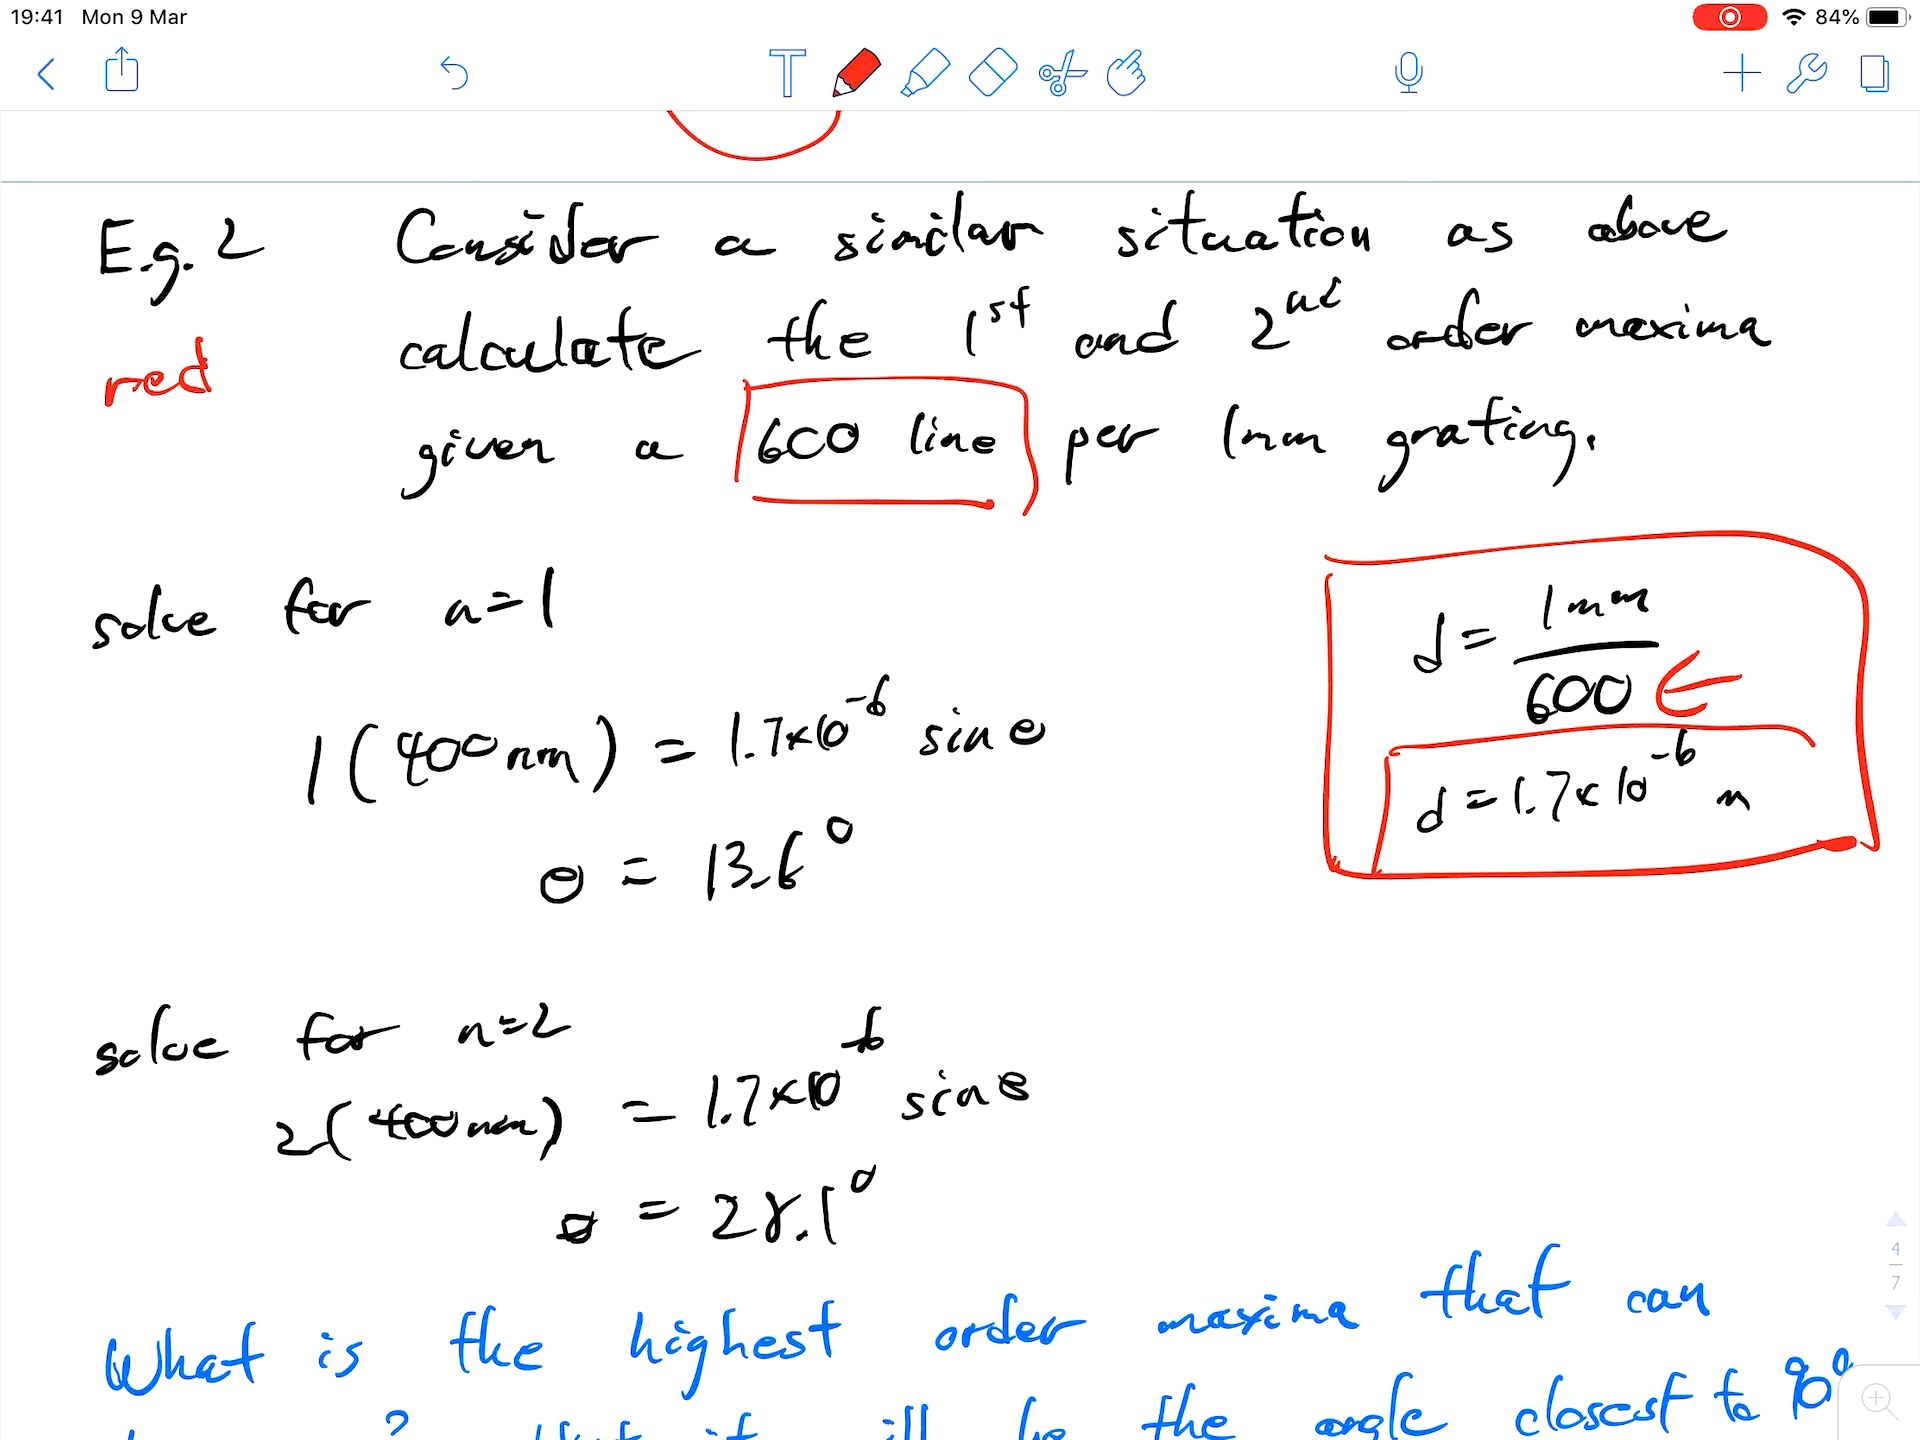 19:41 Mon 9 Mar
84%
T
E.g. 2 Consider a similar situation as above
red calculate the 1st and 2nd order maxima
given a 600 line per 1mm grating.
solve for n=1
d = 1mm / 600
1(400nm) = 1.7×10⁻⁶ sin θ
d = 1.7×10⁻⁶ m
θ = 13.6°
solve for n=2
2(400nm) = 1.7×10⁻⁶ sin θ
θ = 28.1°
4
7
What is the highest order maxima that can
? be the angle closest to 90°